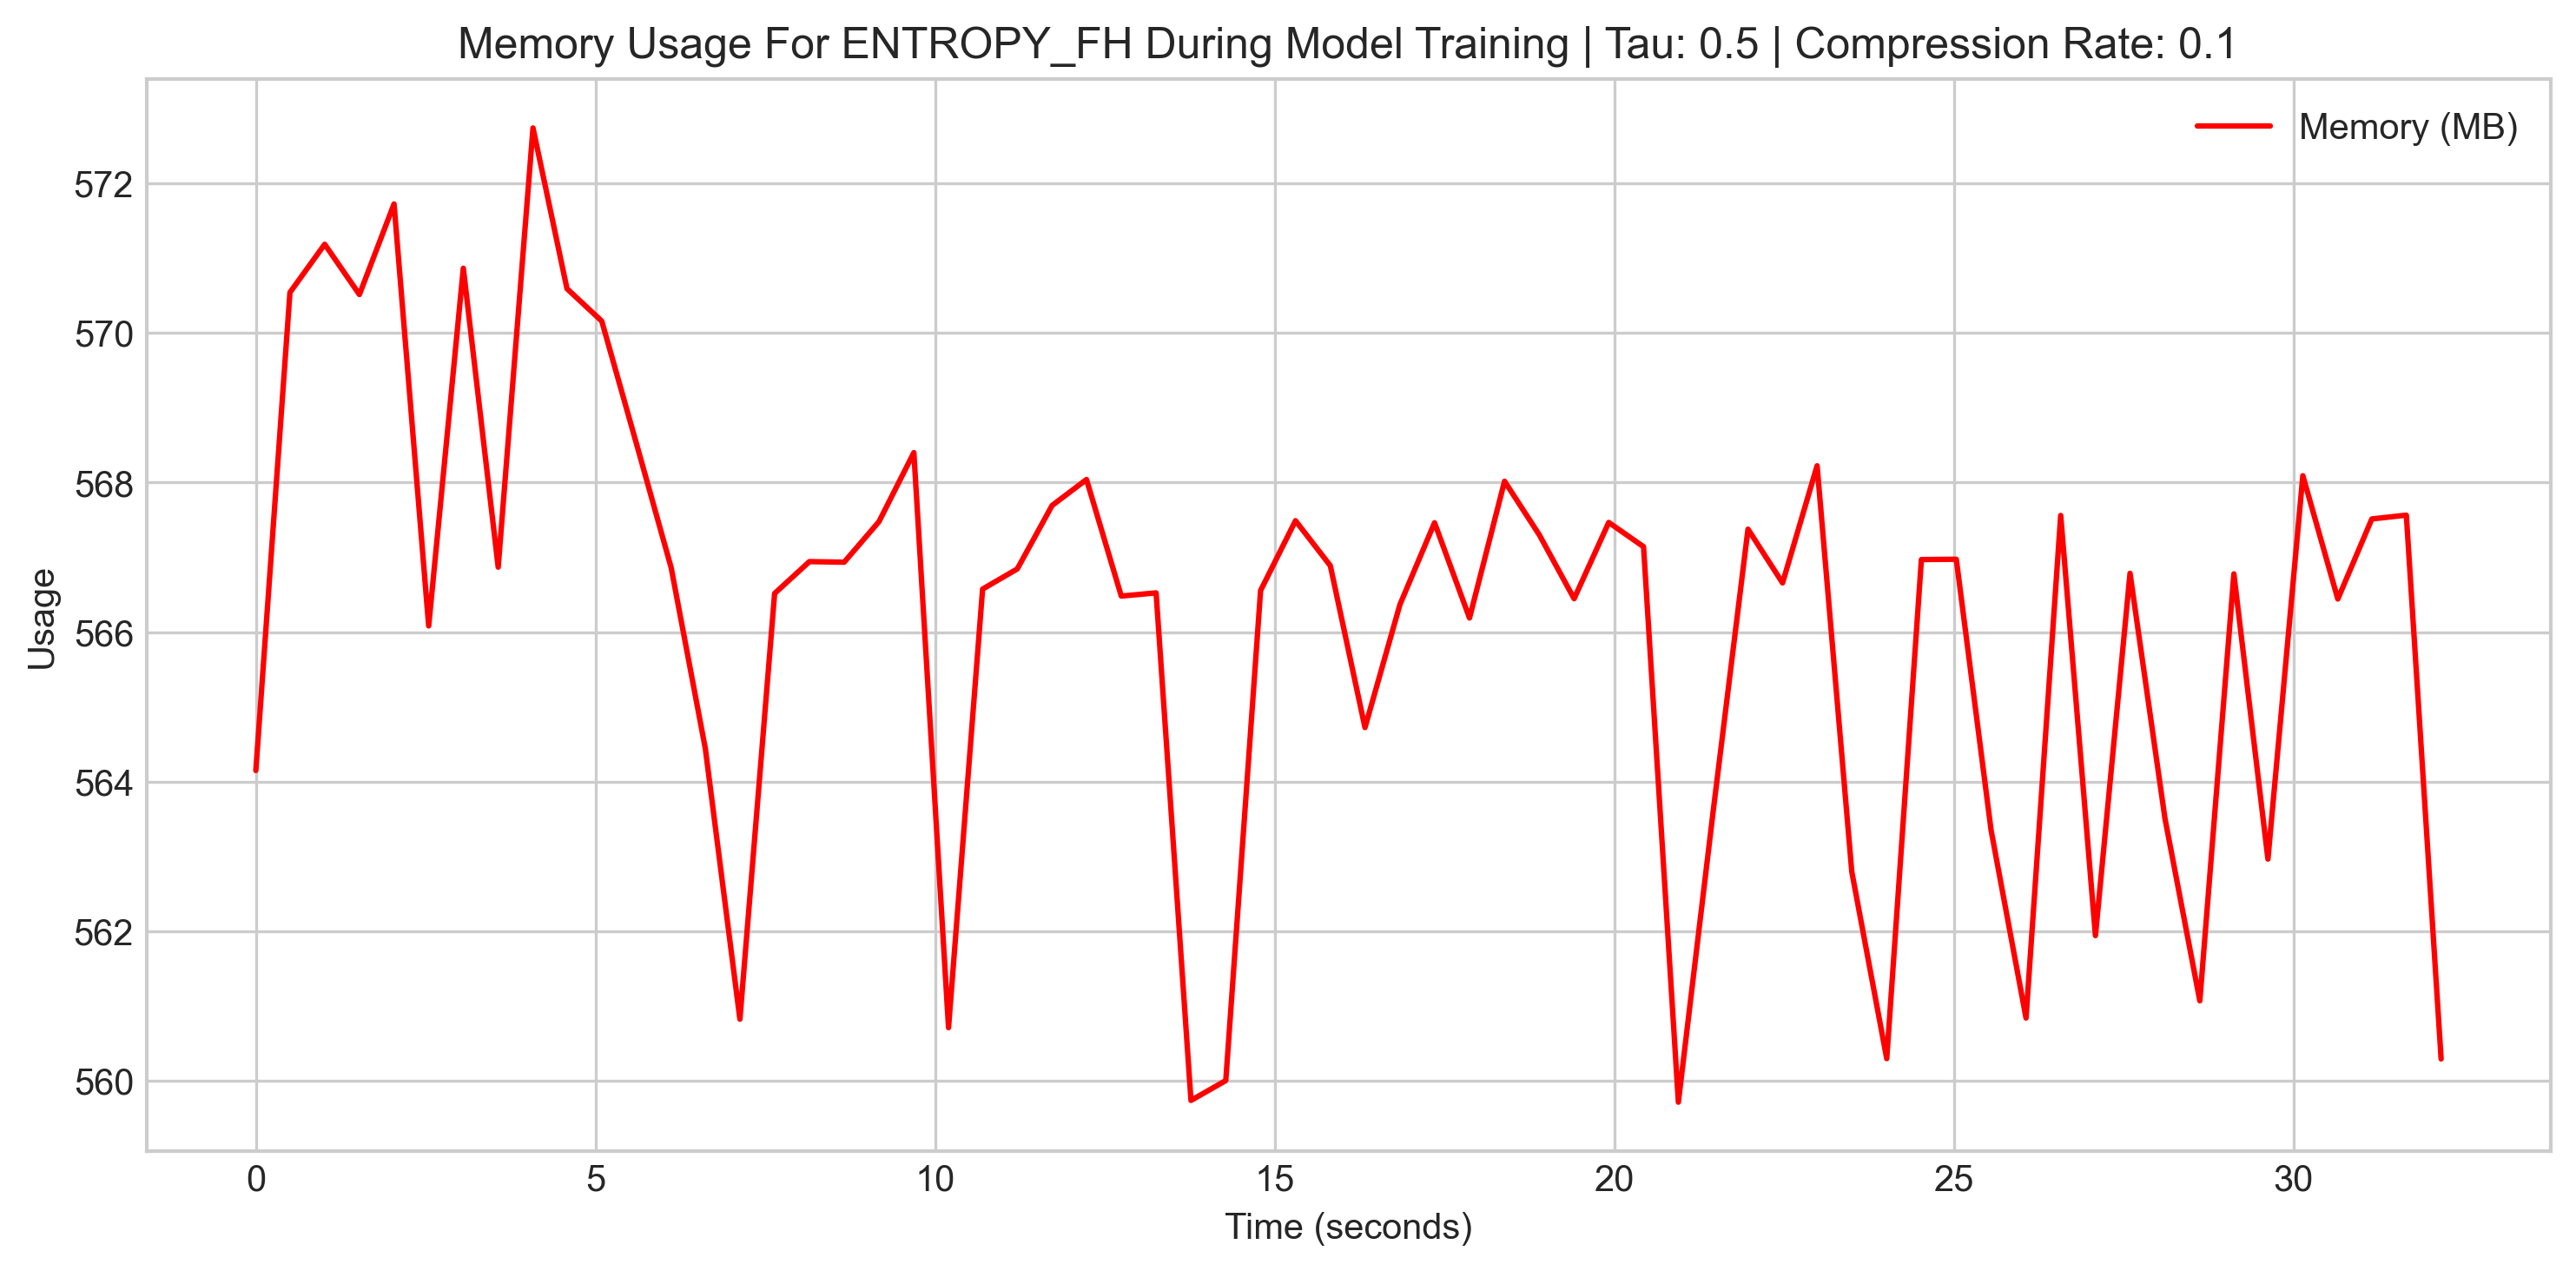 Memory Usage For ENTROPY_FH During Model Training | Tau: 0.5 | Compression Rate: 0.1
Memory (MB)
572
570
568
566
564
562
560
Usage
0 5 10 15 20 25 30
Time (seconds)